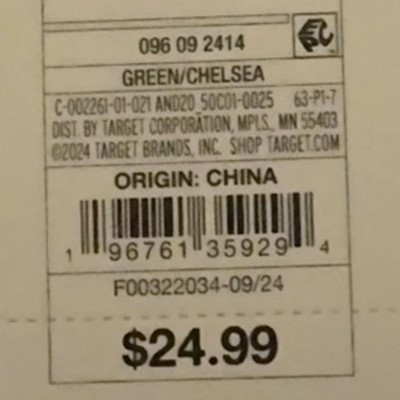 096 09 2414
GREEN/CHELSEA
C-002261-01-021 AND20_50C01-0025 63-P1-7
DIST. BY TARGET CORPORATION, MPLS., MN 55403
©2024 TARGET BRANDS, INC. SHOP TARGET.COM
ORIGIN: CHINA
1 96761 35929 4
F00322034-09/24
$24.99